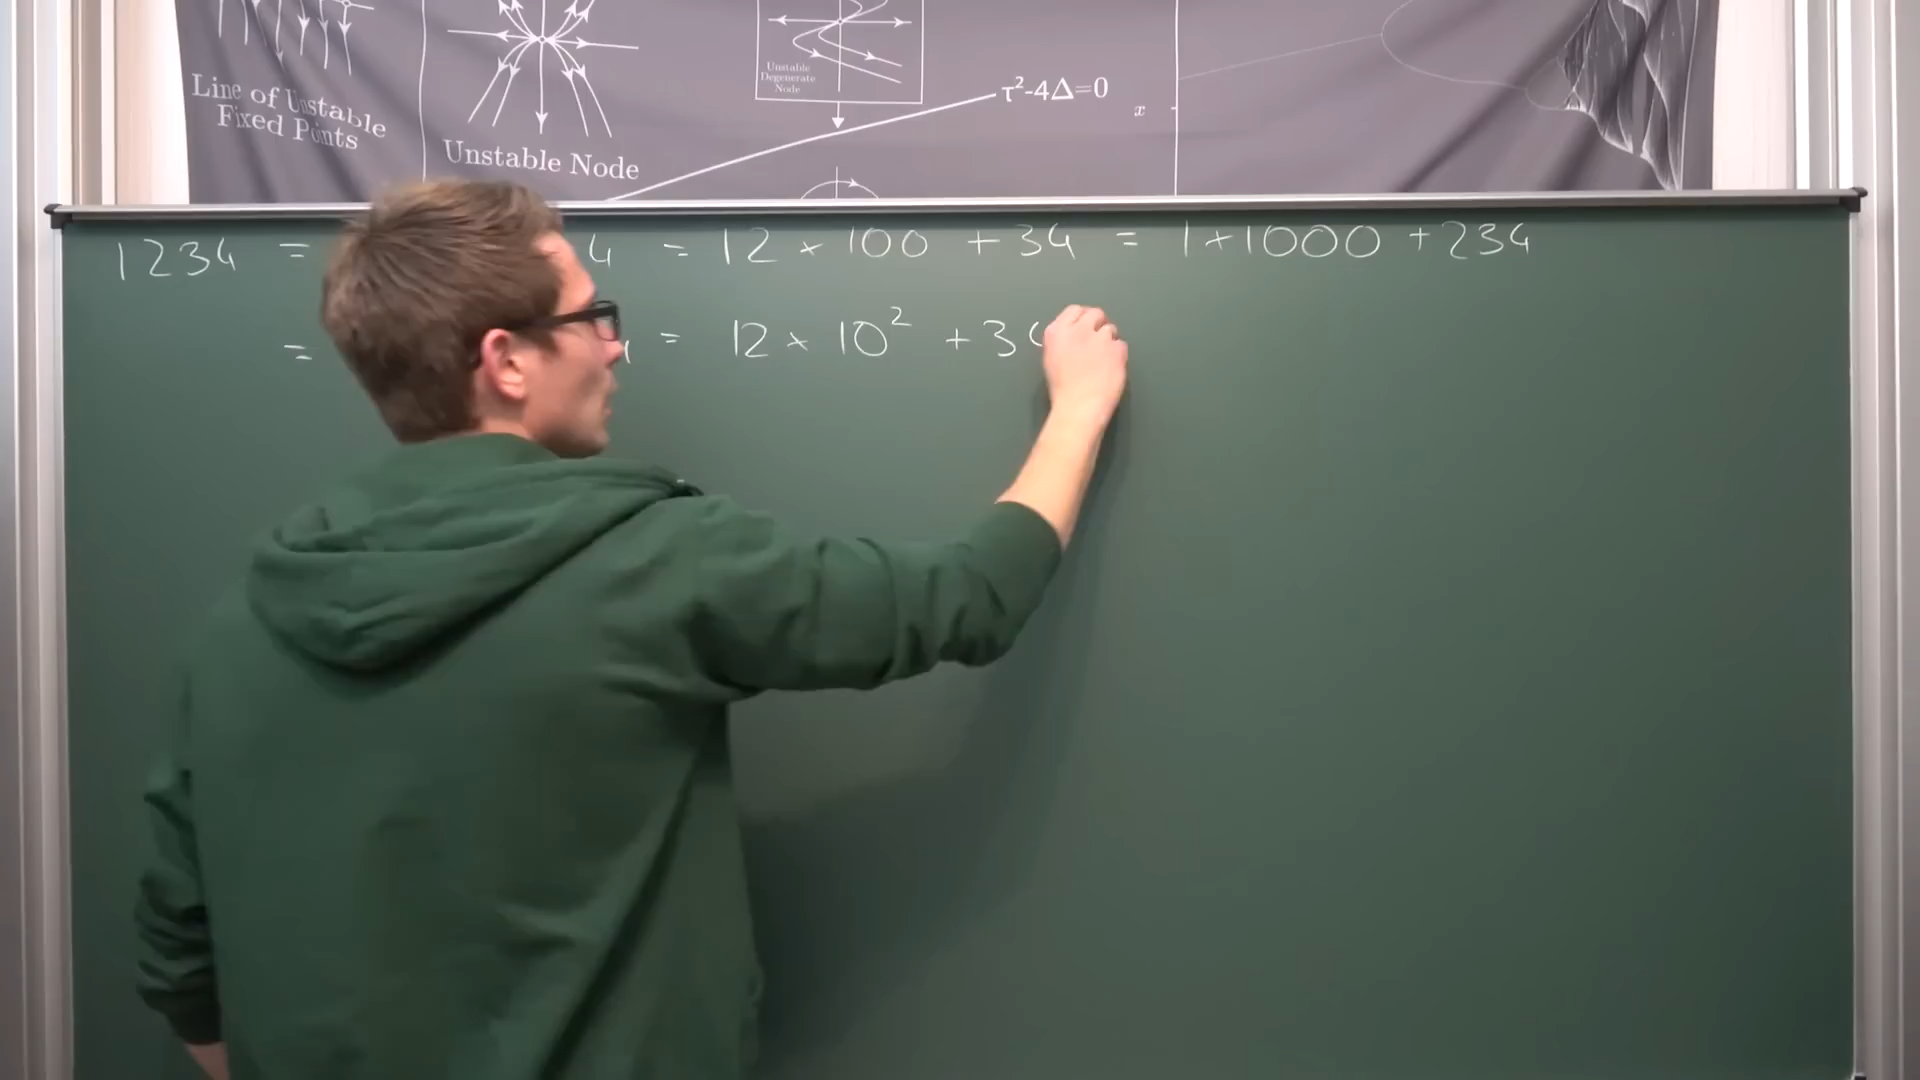 Line of Unstable
Fixed Points
Unstable Node
Unstable
Degenerate
Node
τ²-4Δ=0
x
1234 = 4 = 12 × 100 + 34 = 1 × 1000 + 234
= = 12 × 10² + 3